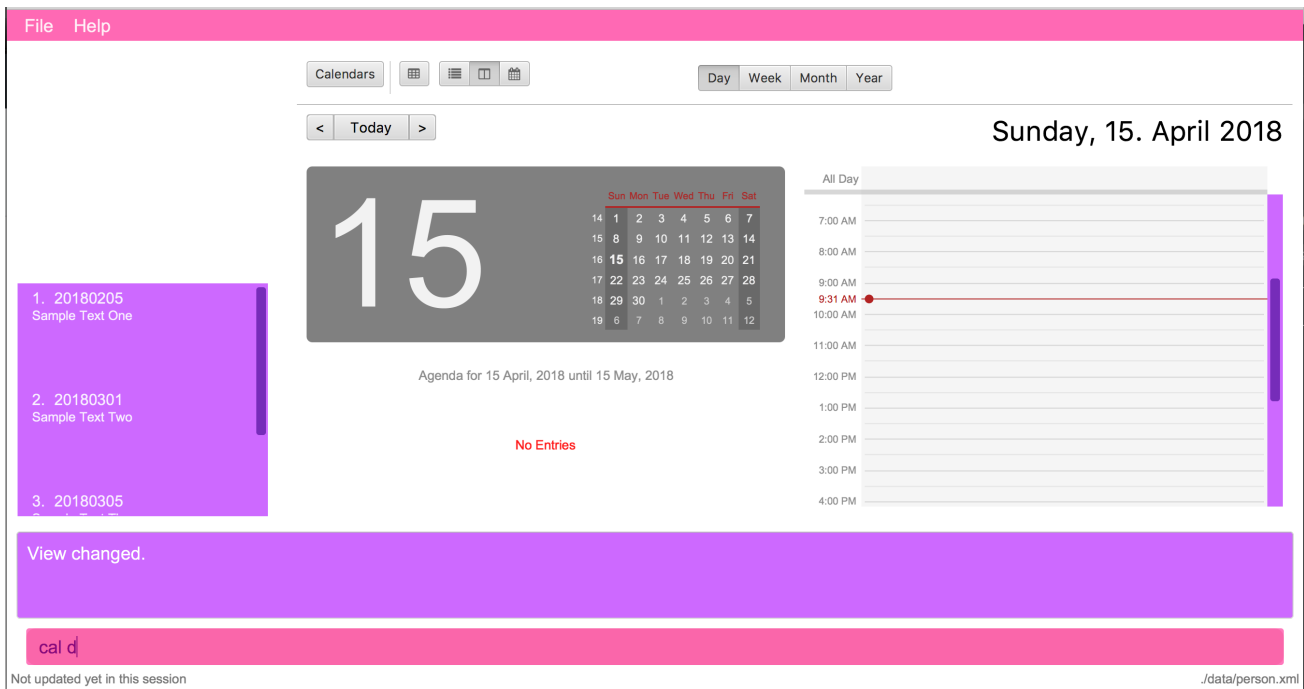 File Help
Calendars
Day Week Month Year
< Today >
Sunday, 15. April 2018
15
Sun Mon Tue Wed Thu Fri Sat
14 1 2 3 4 5 6 7
15 8 9 10 11 12 13 14
16 15 16 17 18 19 20 21
17 22 23 24 25 26 27 28
18 29 30 1 2 3 4 5
19 6 7 8 9 10 11 12
Agenda for 15 April, 2018 until 15 May, 2018
No Entries
All Day
7:00 AM
8:00 AM
9:00 AM
9:31 AM
10:00 AM
11:00 AM
12:00 PM
1:00 PM
2:00 PM
3:00 PM
4:00 PM
1. 20180205
Sample Text One
2. 20180301
Sample Text Two
3. 20180305
View changed.
cal d
Not updated yet in this session
./data/person.xml